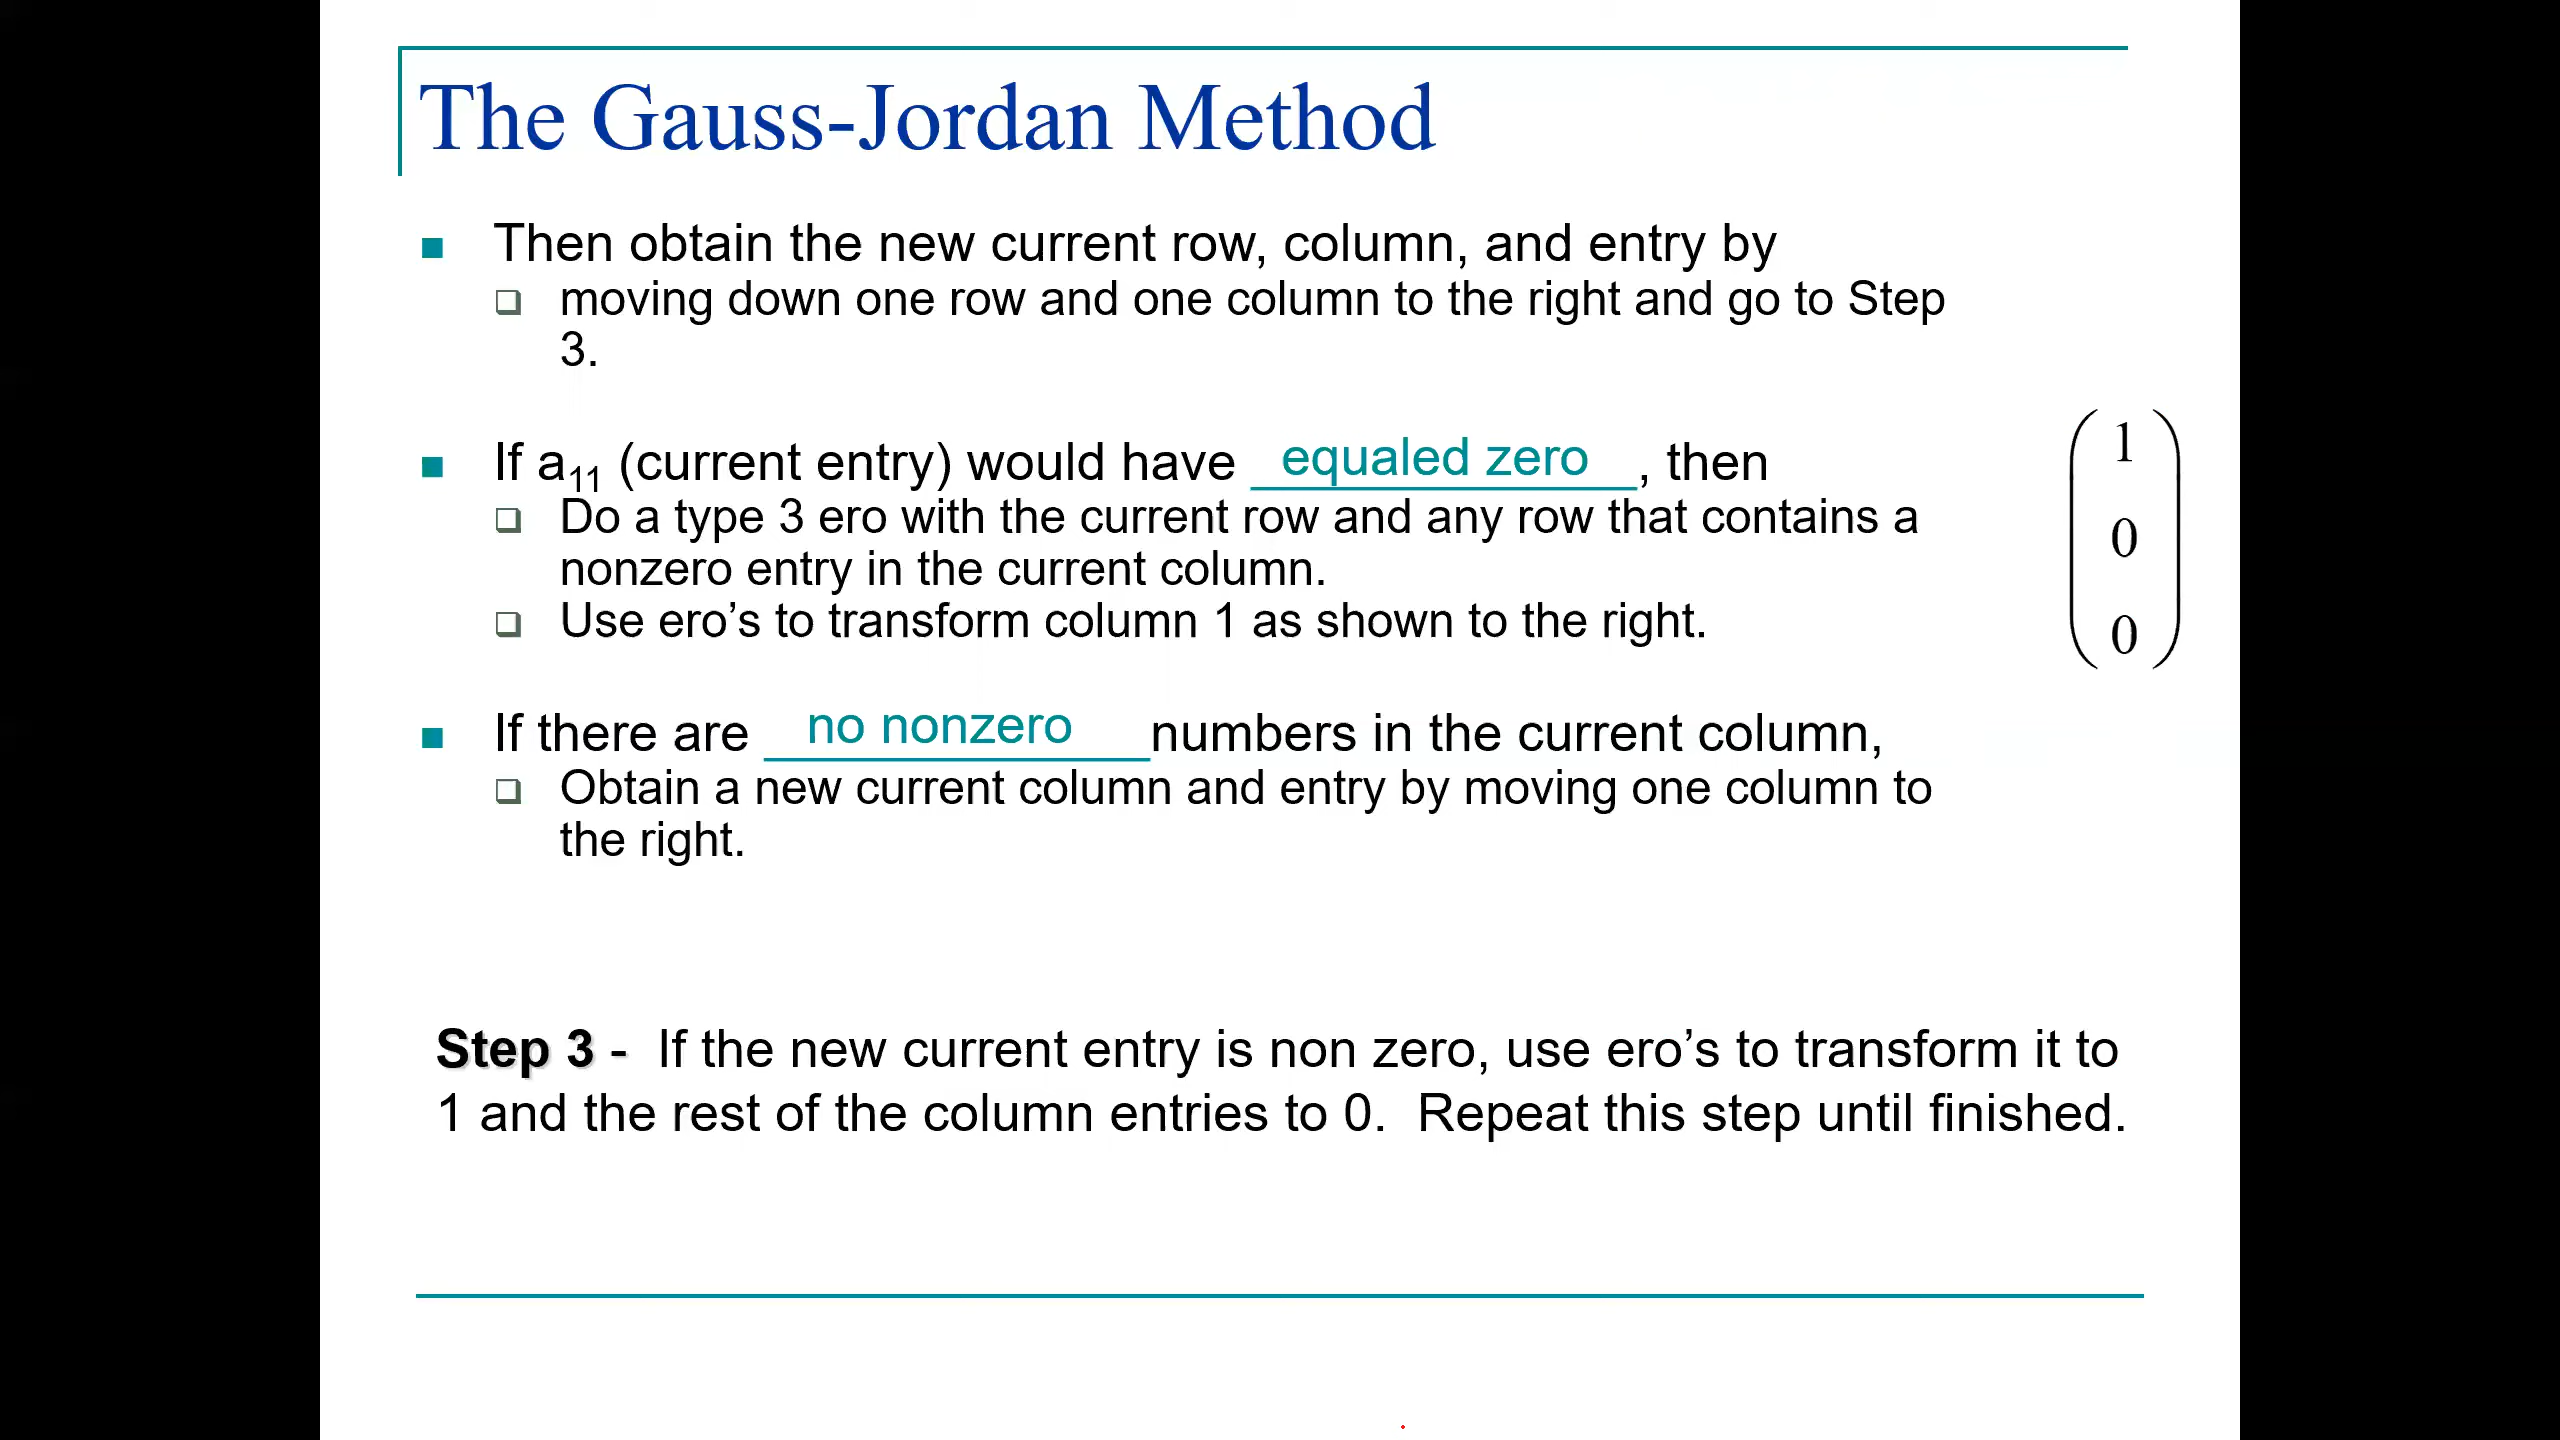 The Gauss-Jordan Method
Then obtain the new current row, column, and entry by
moving down one row and one column to the right and go to Step
3.
If a11 (current entry) would have equaled zero, then
Do a type 3 ero with the current row and any row that contains a
nonzero entry in the current column.
Use ero’s to transform column 1 as shown to the right.
1
0
0
If there are no nonzero numbers in the current column,
Obtain a new current column and entry by moving one column to
the right.
Step 3 - If the new current entry is non zero, use ero’s to transform it to
1 and the rest of the column entries to 0. Repeat this step until finished.